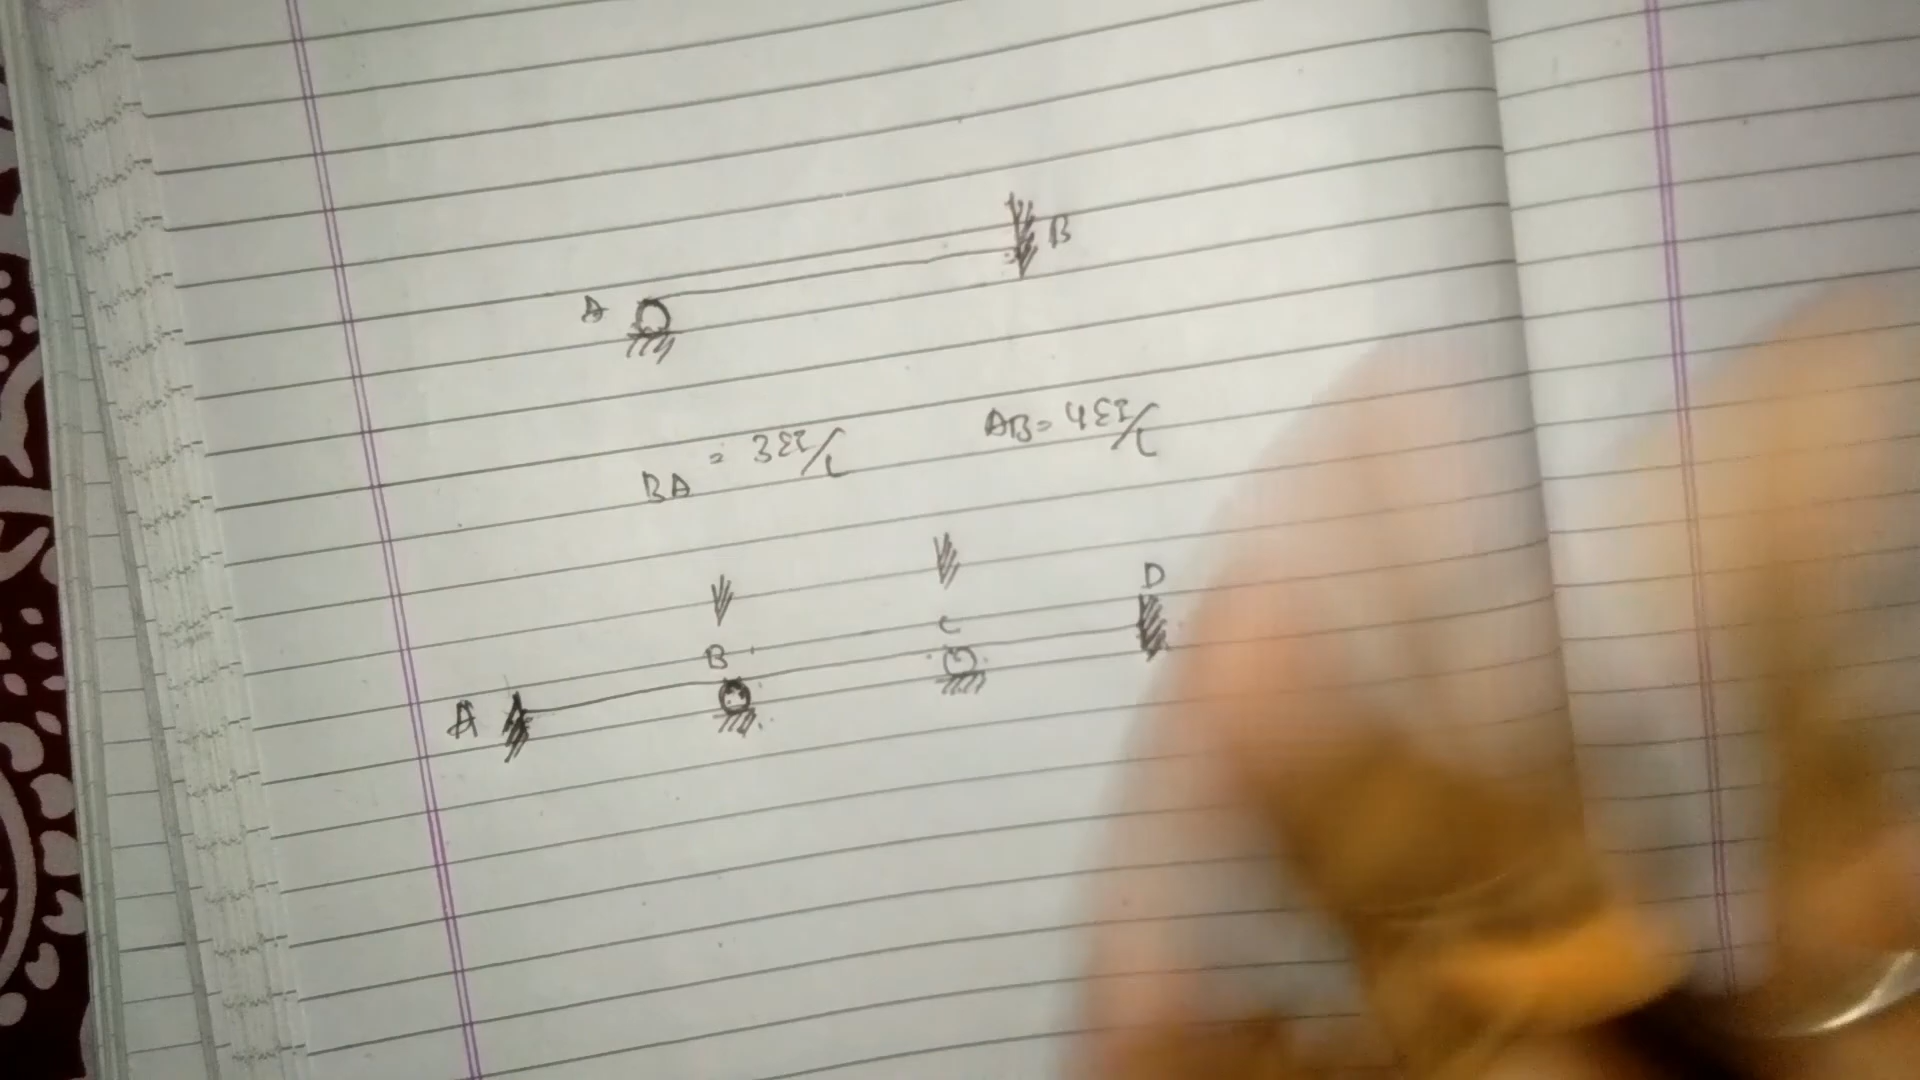 A B
BA = 3EI/L AB = 4EI/L
A B C D